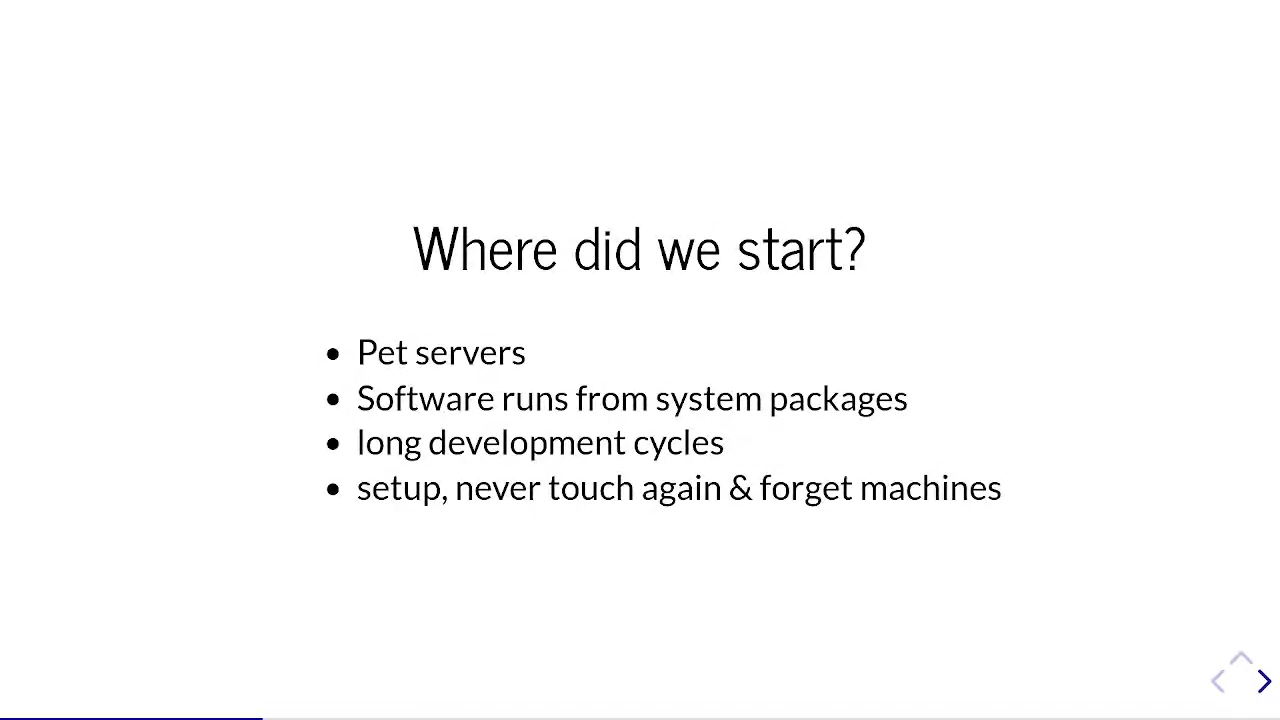 Where did we start?
Pet servers
Software runs from system packages
long development cycles
setup, never touch again & forget machines